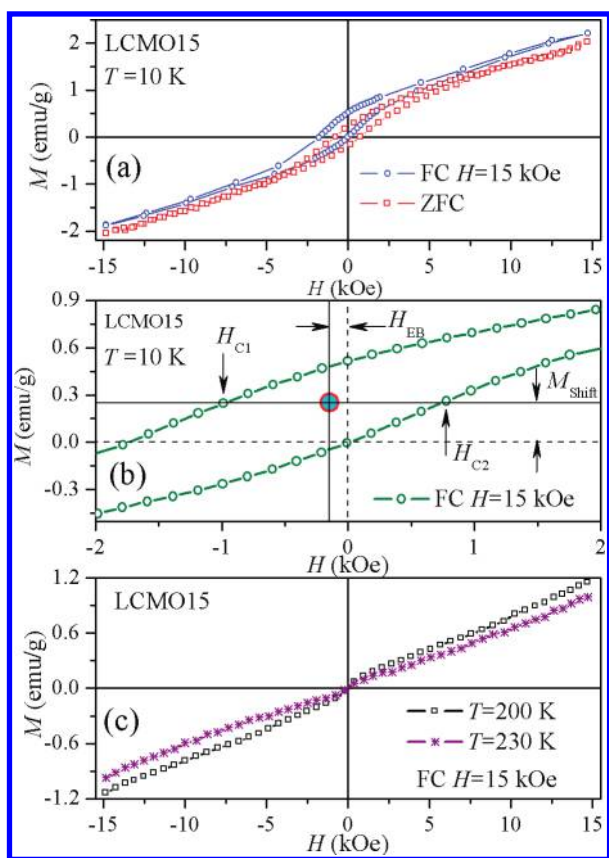 LCMO15
T=10 K
(a)
FC H=15 kOe
ZFC
M (emu/g)
2
1
0
-1
-2
-15
-10
-5
0
5
10
15
H (kOe)
LCMO15
T=10 K
H_C1
H_EB
M_Shift
H_C2
(b)
FC H=15 kOe
M (emu/g)
0.9
0.6
0.3
0.0
-0.3
-2
-1
0
1
2
H (kOe)
LCMO15
(c)
T=200 K
T=230 K
FC H=15 kOe
M (emu/g)
1.2
0.6
0.0
-0.6
-1.2
-15
-10
-5
0
5
10
15
H (kOe)